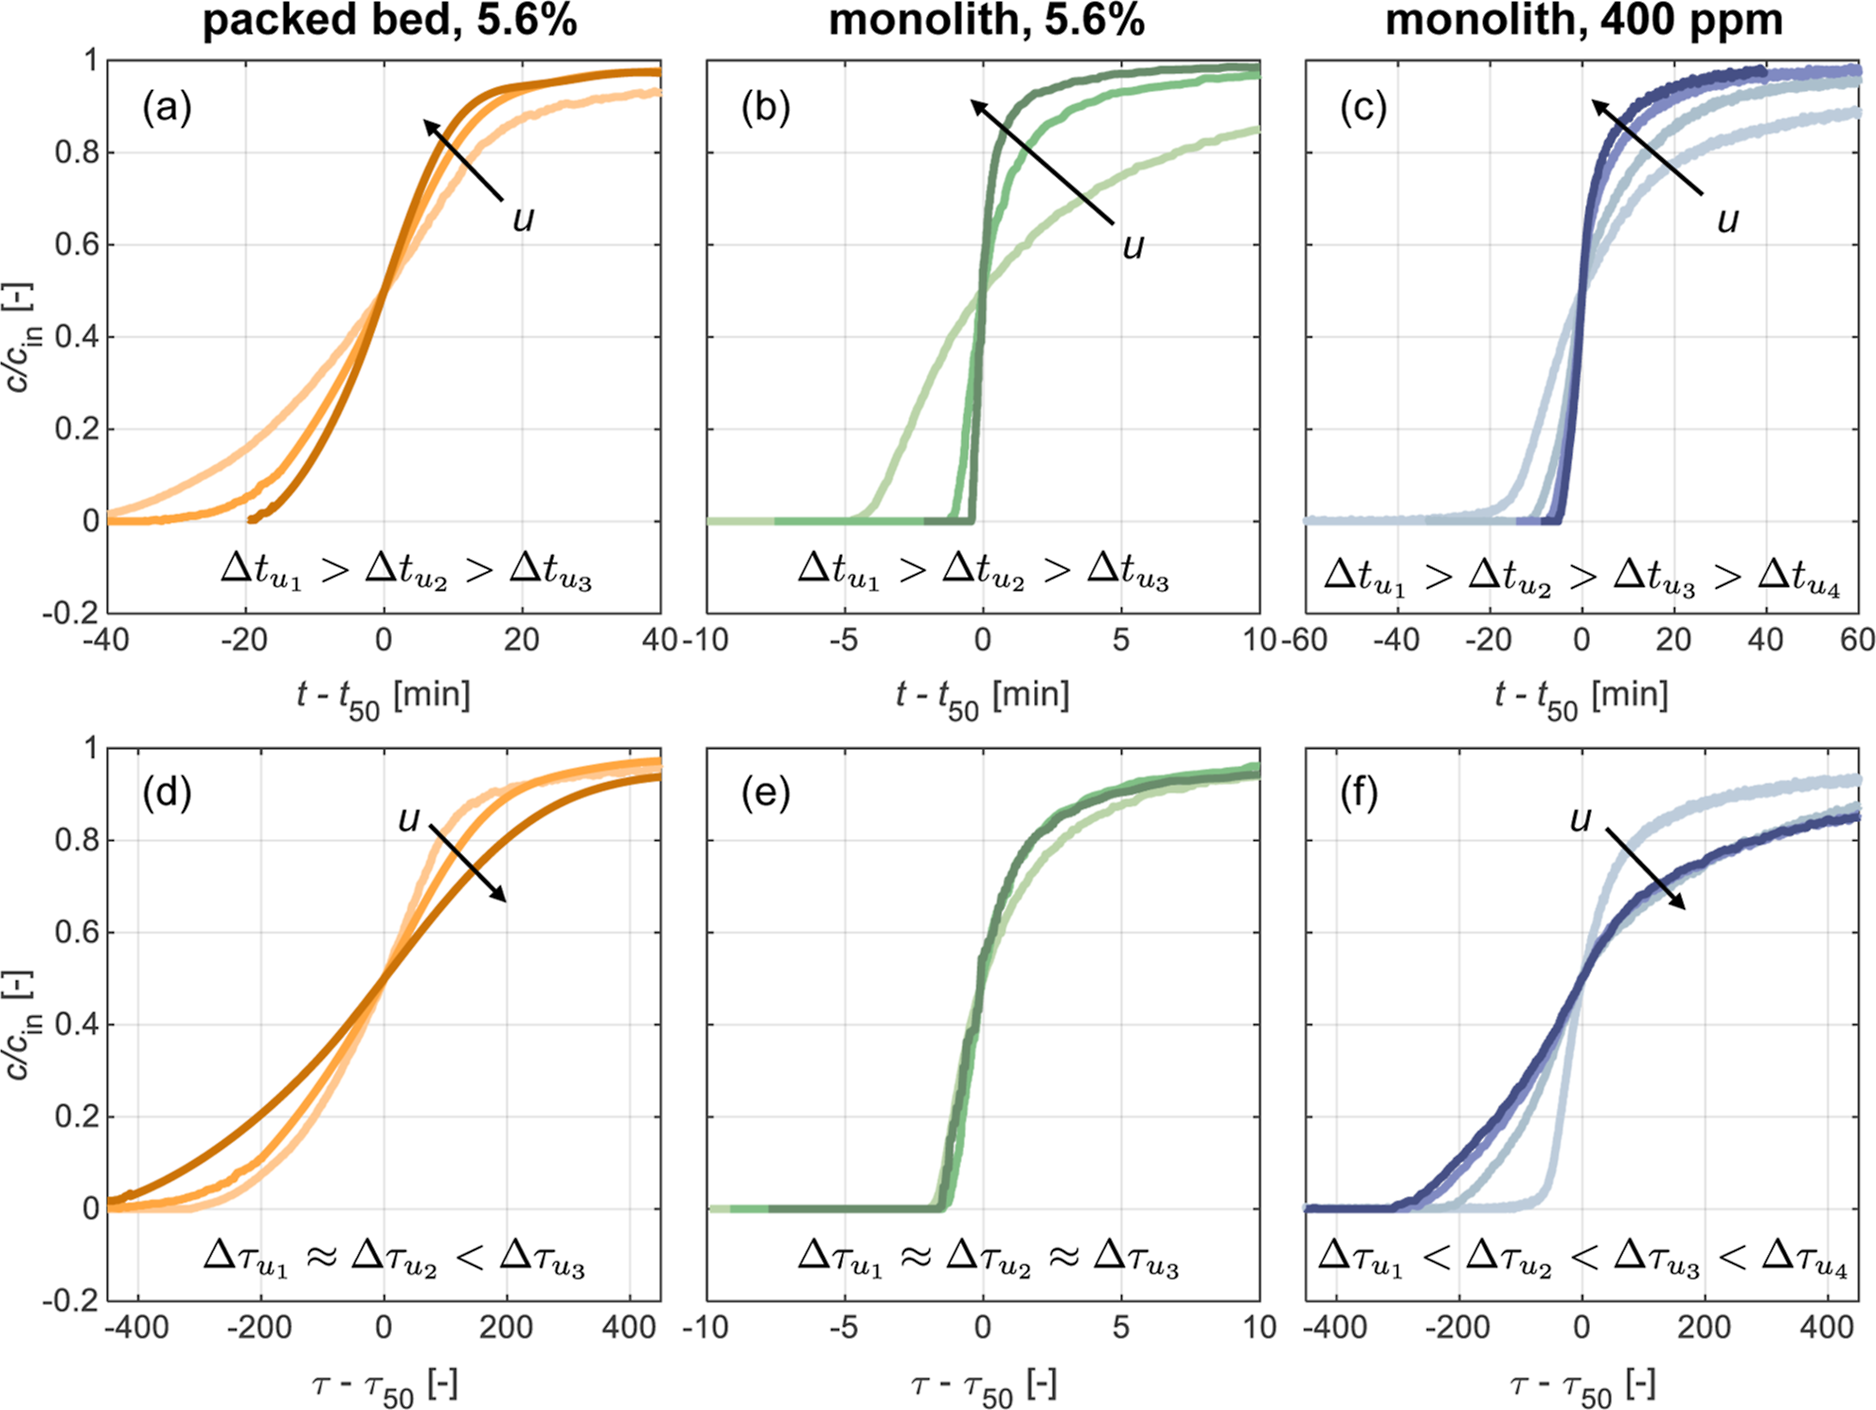 packed bed, 5.6% monolith, 5.6% monolith, 400 ppm
c/c_in [-]
1
0.8
0.6
0.4
0.2
0
-0.2
(a)
u
Δt_u1 > Δt_u2 > Δt_u3
-40 -20 0 20 40
t - t_50 [min]
(b)
u
Δt_u1 > Δt_u2 > Δt_u3
-10 -5 0 5 10
t - t_50 [min]
(c)
u
Δt_u1 > Δt_u2 > Δt_u3 > Δt_u4
-60 -40 -20 0 20 40 60
t - t_50 [min]
c/c_in [-]
1
0.8
0.6
0.4
0.2
0
-0.2
(d)
u
Δτ_u1 ≈ Δτ_u2 < Δτ_u3
-400 -200 0 200 400
τ - τ_50 [-]
(e)
Δτ_u1 ≈ Δτ_u2 ≈ Δτ_u3
-10 -5 0 5 10
τ - τ_50 [-]
(f)
u
Δτ_u1 < Δτ_u2 < Δτ_u3 < Δτ_u4
-400 -200 0 200 400
τ - τ_50 [-]